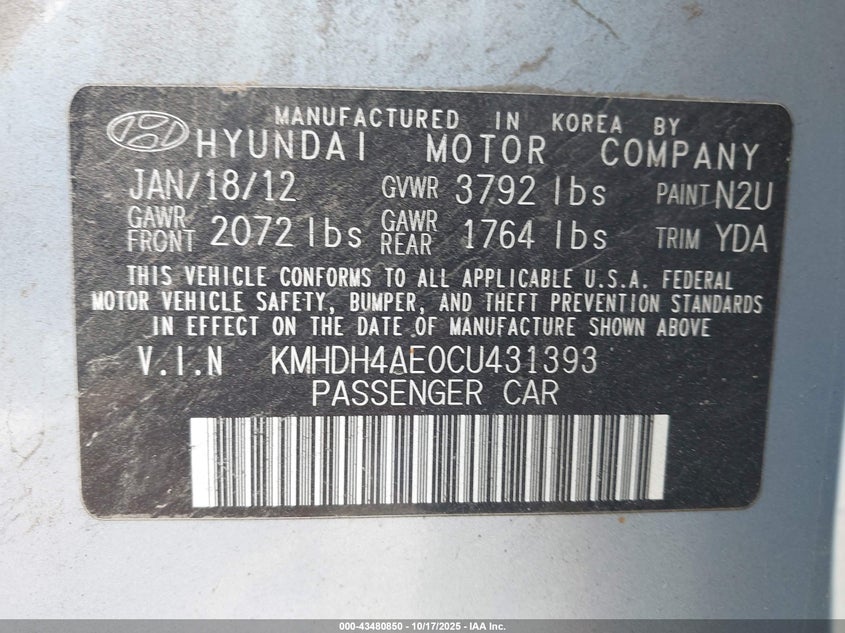 MANUFACTURED IN KOREA BY
HYUNDAI MOTOR COMPANY
JAN/18/12 GVWR 3792 lbs PAINT N2U
GAWR FRONT 2072 lbs GAWR REAR 1764 lbs TRIM YDA
THIS VEHICLE CONFORMS TO ALL APPLICABLE U.S.A. FEDERAL
MOTOR VEHICLE SAFETY, BUMPER, AND THEFT PREVENTION STANDARDS
IN EFFECT ON THE DATE OF MANUFACTURE SHOWN ABOVE
V.I.N KMHDH4AE0CU431393
PASSENGER CAR
000-43480850 | 10/17/2025 - IAA Inc.